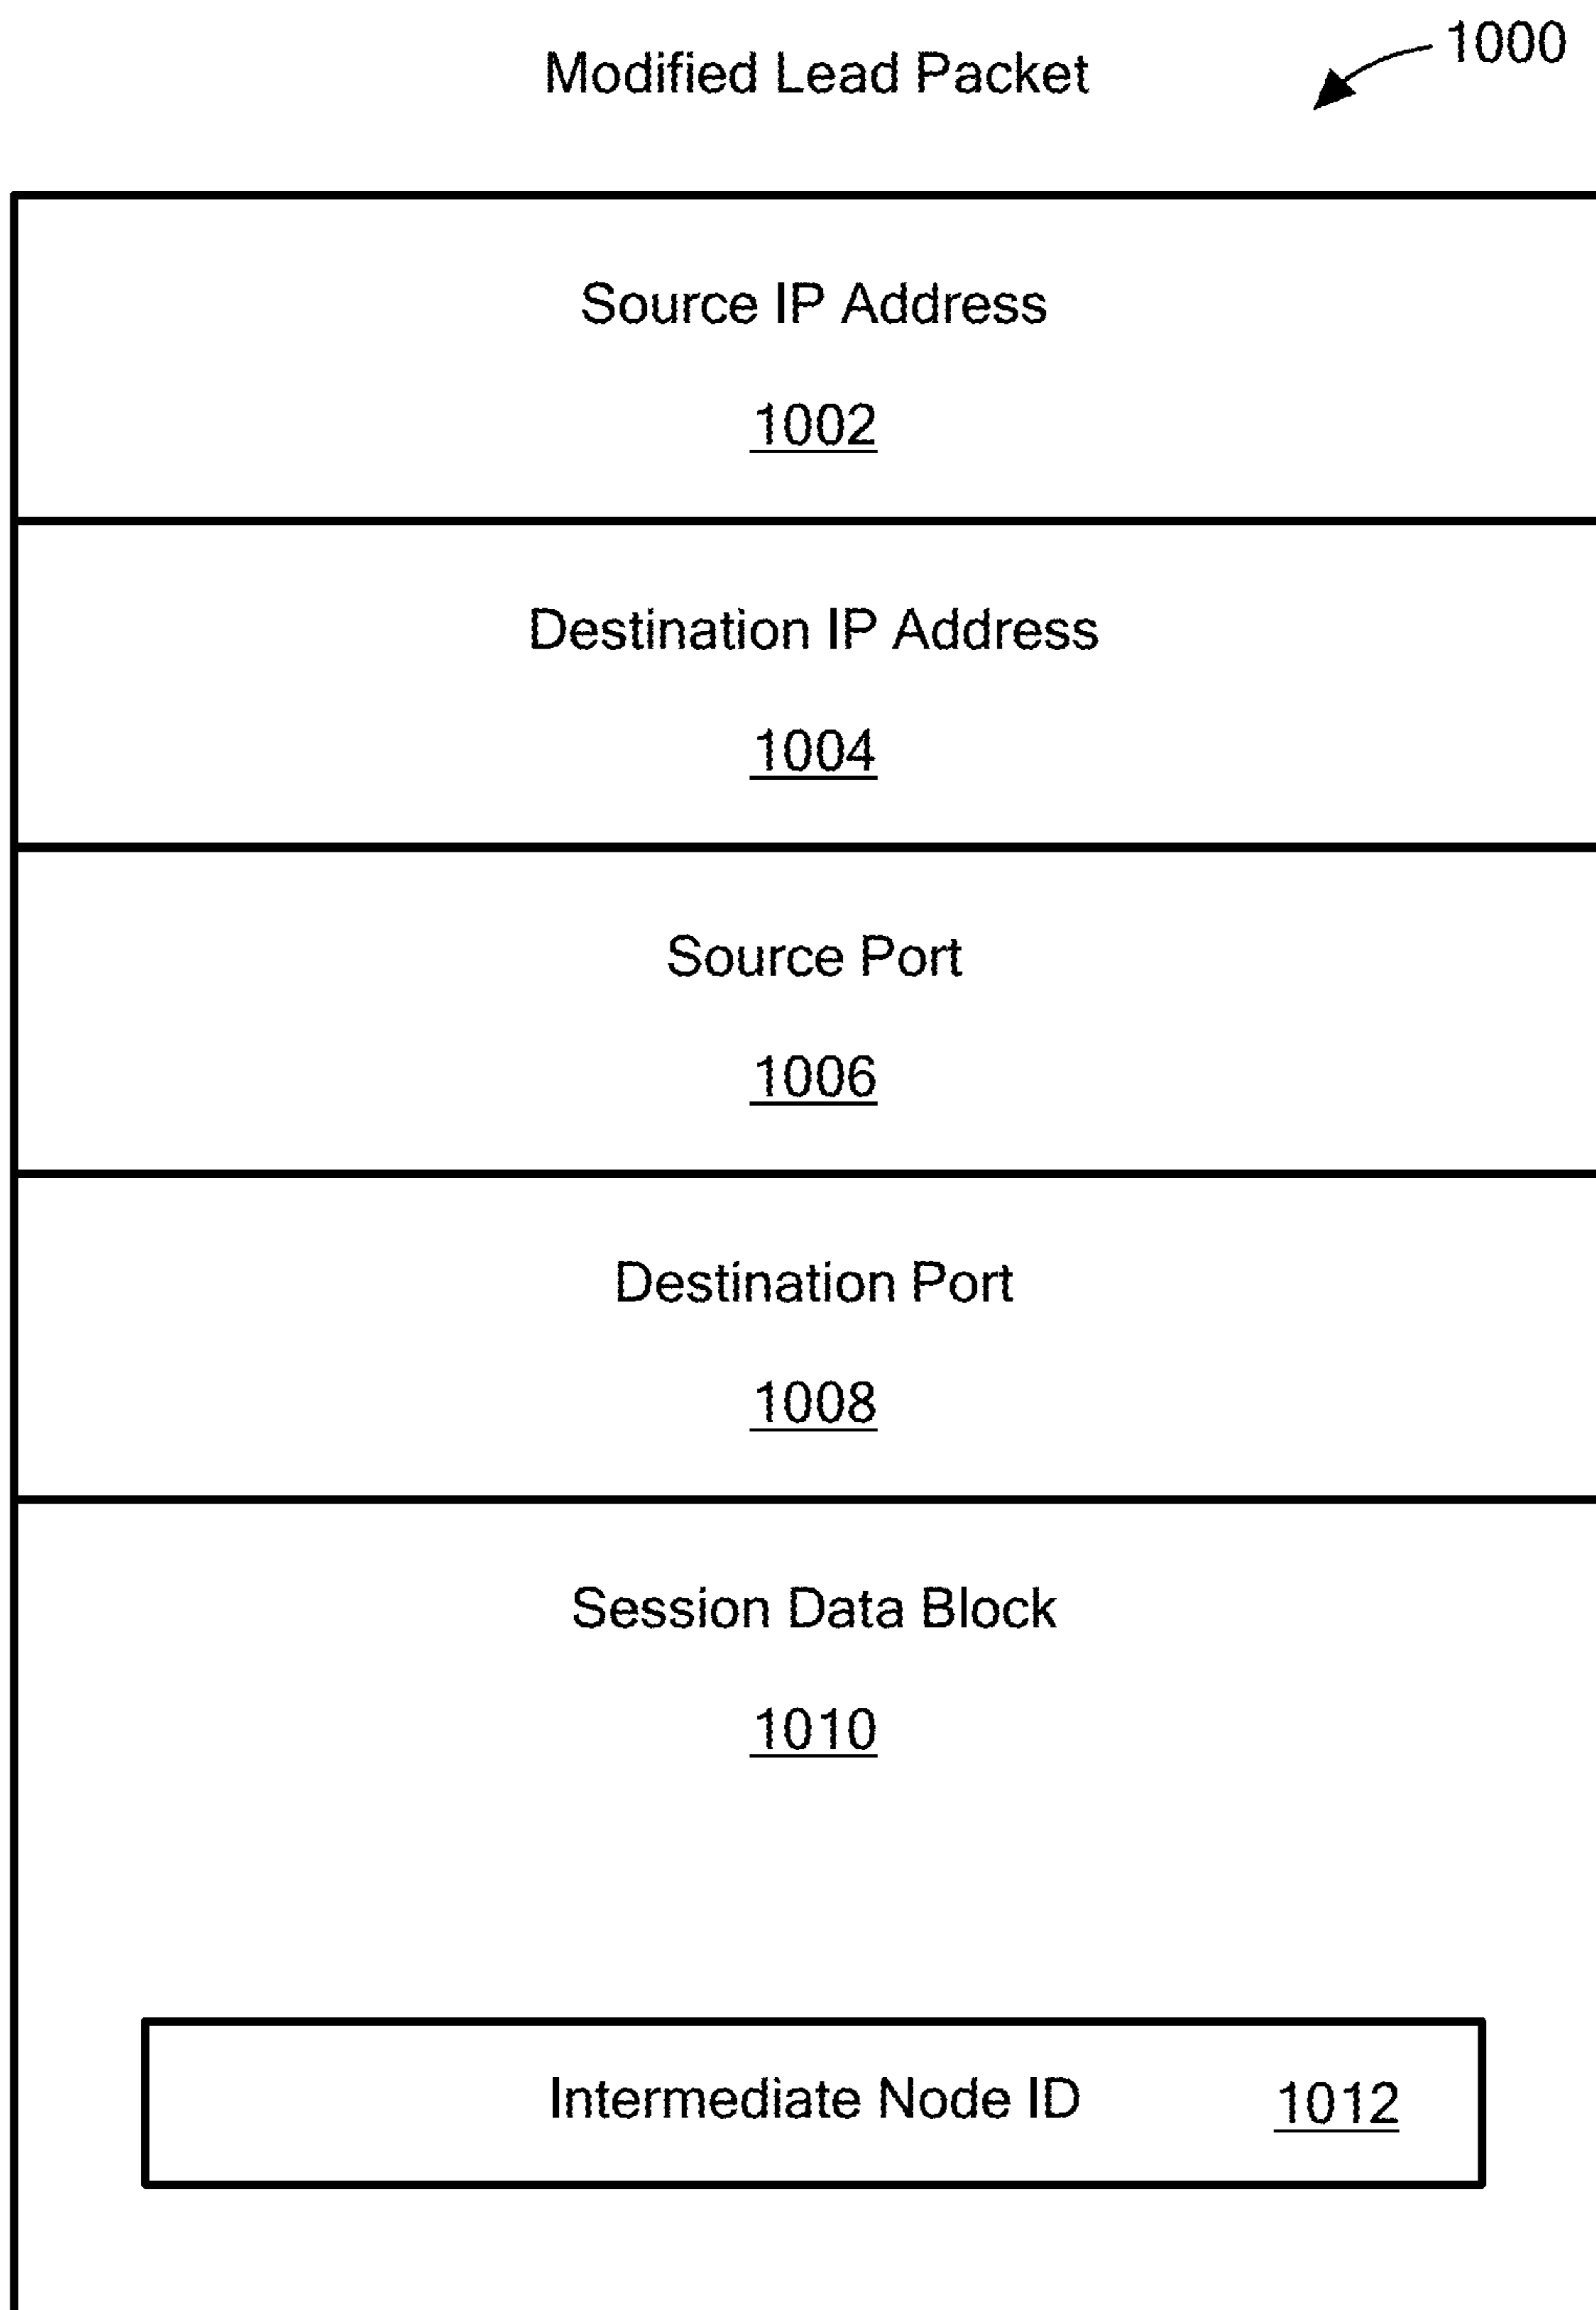 Modified Lead Packet
1000
Source IP Address
1002
Destination IP Address
1004
Source Port
1006
Destination Port
1008
Session Data Block
1010
Intermediate Node ID 1012